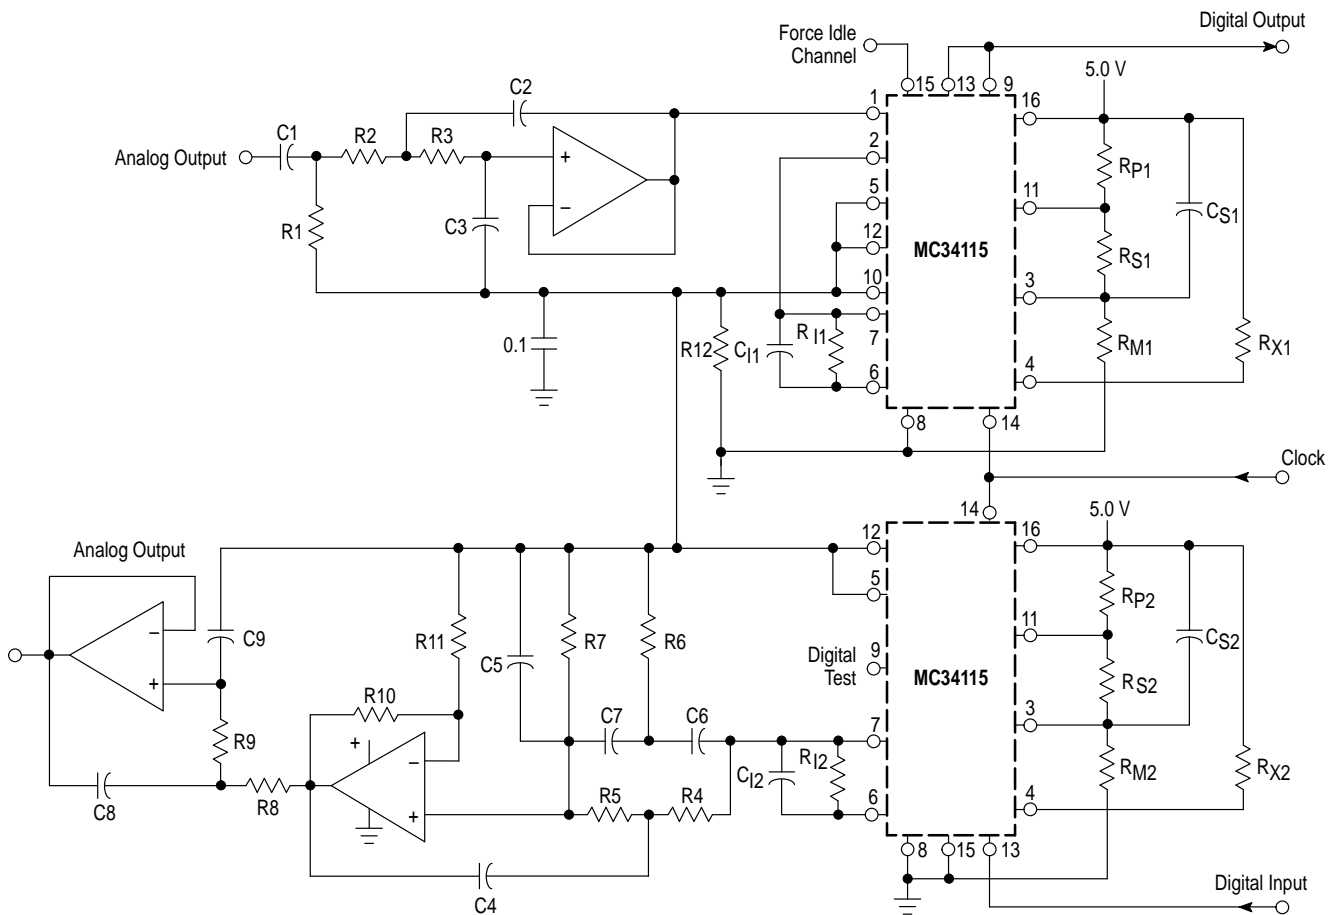 Digital Output
Force Idle
Channel
5.0 V
15
13
9
1
16
C2
C1
R2
R3
RP1
Analog Output
+
2
–
5
11
CS1
R1
C3
12
MC34115
RS1
10
3
0.1
R12
CI1
R I1
7
RM1
RX1
6
4
8
14
Clock
14
5.0 V
12
16
Analog Output
5
RP2
–
C9
R11
C5
R7
R6
11
CS2
Digital
Test
9
MC34115
+
R10
RS2
R9
+
C7
C6
7
3
–
CI2
RI2
RM2
RX2
C8
R8
R5
R4
6
4
+
8
15
13
C4
Digital Input